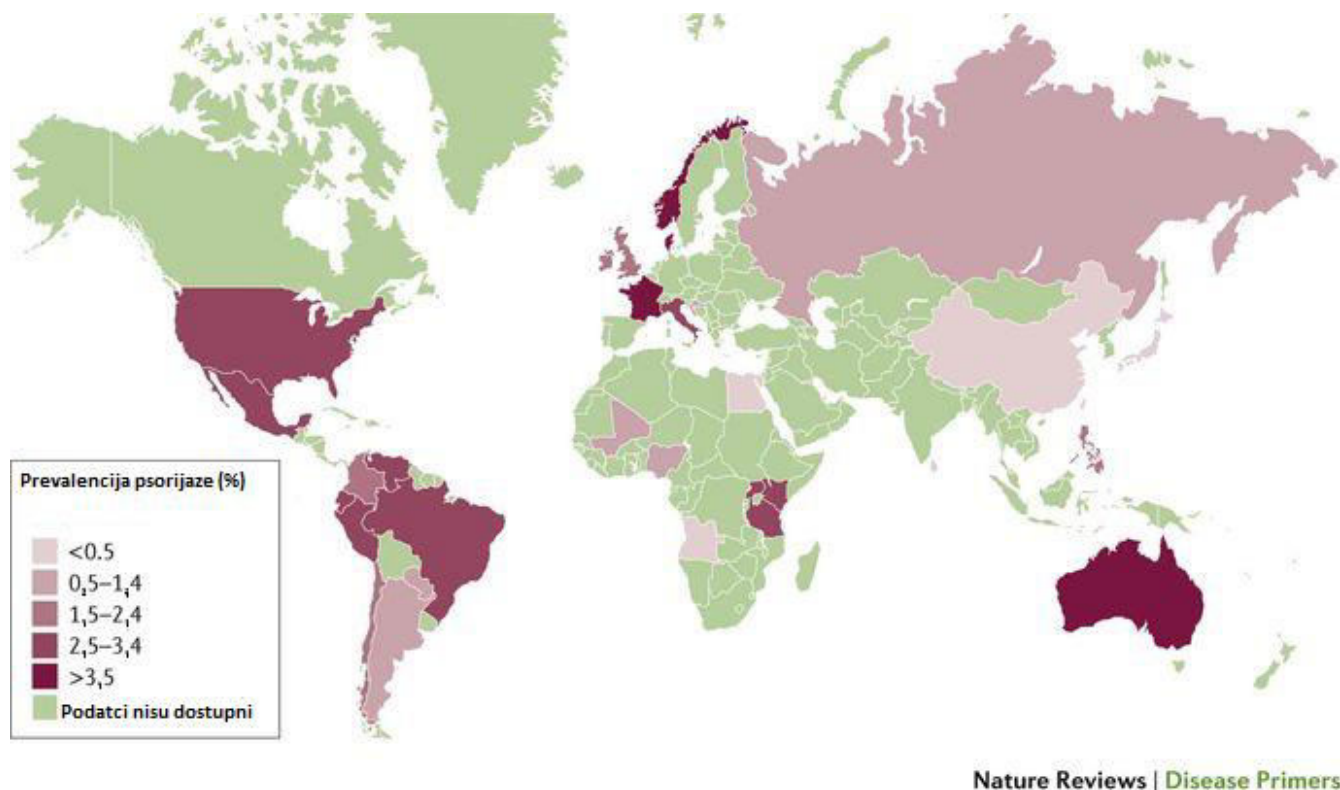 Prevalencija psorijaze (%)
<0.5
0,5–1,4
1,5–2,4
2,5–3,4
>3,5
Podatci nisu dostupni
Nature Reviews | Disease Primers